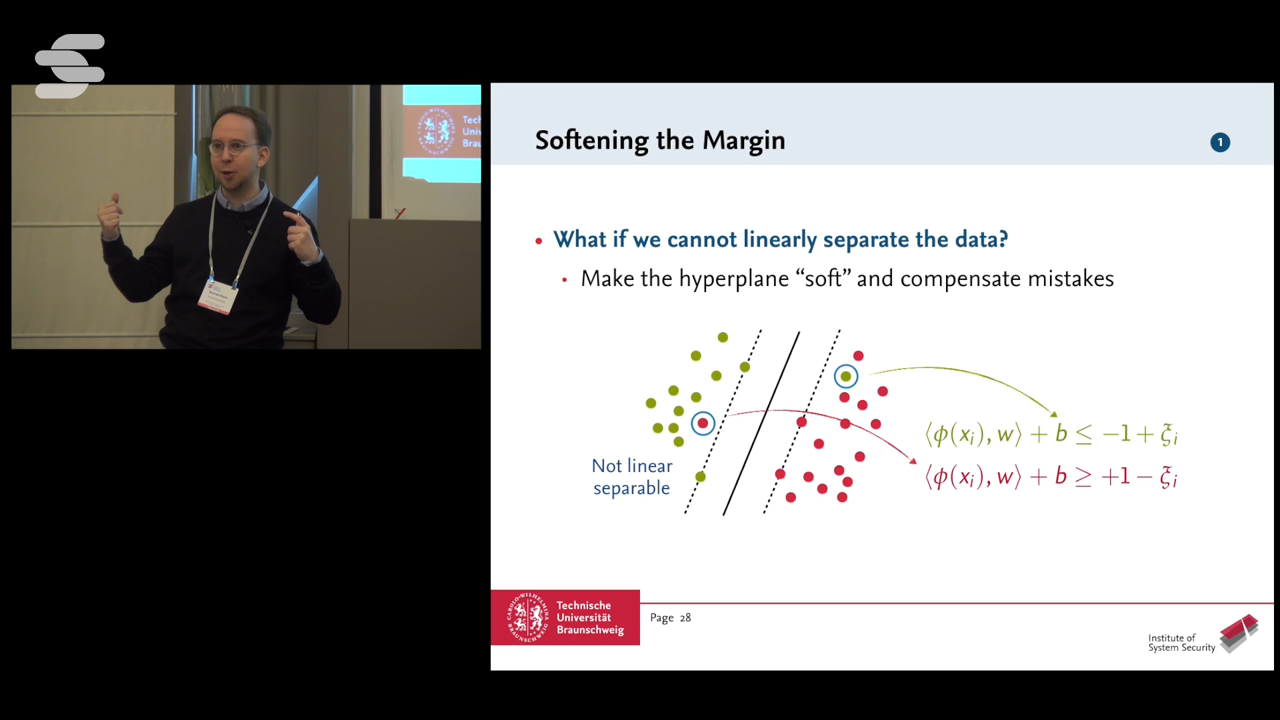 Softening the Margin
1
• What if we cannot linearly separate the data?
• Make the hyperplane “soft” and compensate mistakes
Not linear
separable
⟨ϕ(xᵢ), w⟩ + b ≤ −1 + ξᵢ
⟨ϕ(xᵢ), w⟩ + b ≥ +1 − ξᵢ
Technische
Universität
Braunschweig
Page 28
Institute of
System Security